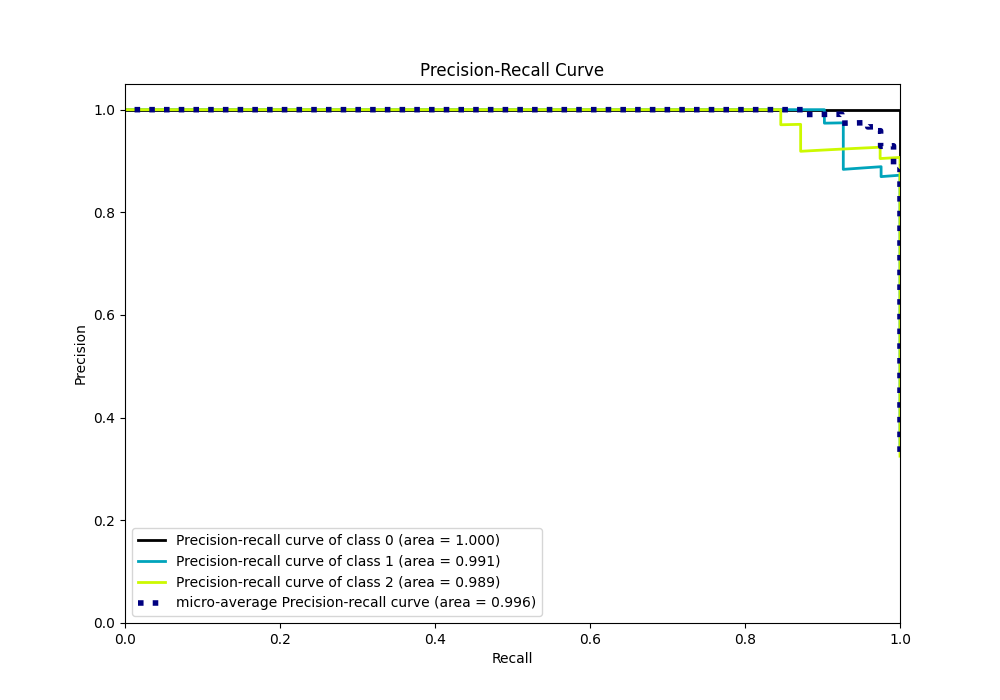 Precision-Recall Curve
1.0
0.8
0.6
0.4
0.2
0.0
Precision
Precision-recall curve of class 0 (area = 1.000)
Precision-recall curve of class 1 (area = 0.991)
Precision-recall curve of class 2 (area = 0.989)
micro-average Precision-recall curve (area = 0.996)
0.0 0.2 0.4 0.6 0.8 1.0
Recall